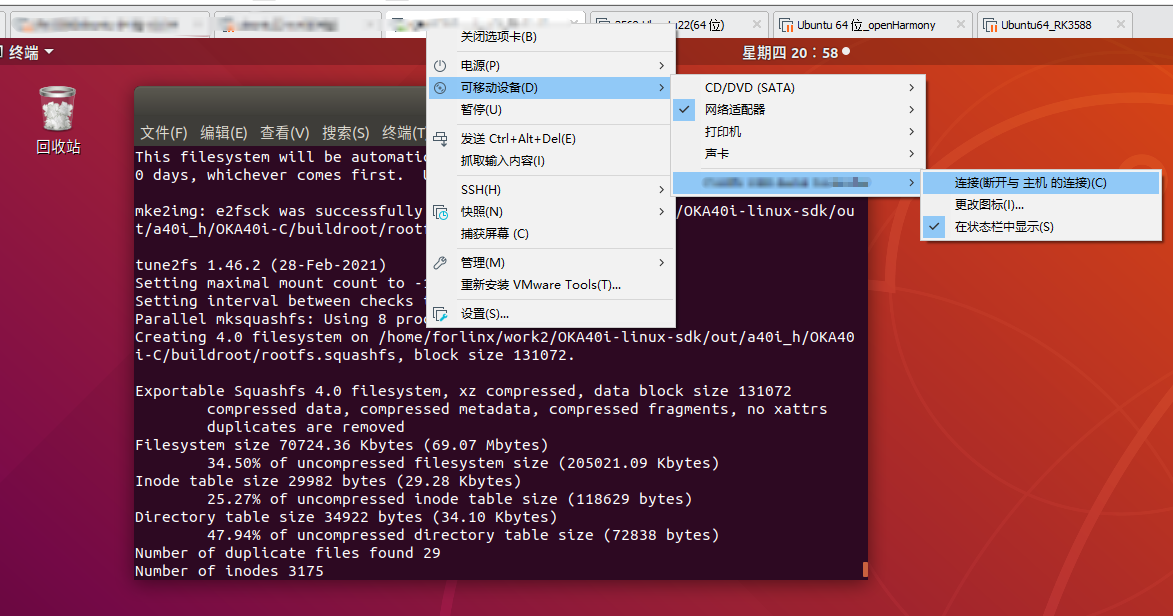 22(64 位)
Ubuntu 64 位_openHarmony
Ubuntu64_RK3588
终端
星期四 20：58
回收站
文件(F) 编辑(E) 查看(V) 搜索(S) 终端(T
This filesystem will be automatic
0 days, whichever comes first.
mke2img: e2fsck was successfully
/OKA40i-linux-sdk/ou
t/a40i_h/OKA40i-C/buildroot/rootf
tune2fs 1.46.2 (28-Feb-2021)
Setting maximal mount count to -1
Setting interval between checks
Parallel mksquashfs: Using 8 pro
Creating 4.0 filesystem on /home/forlinx/work2/OKA40i-linux-sdk/out/a40i_h/OKA40
i-C/buildroot/rootfs.squashfs, block size 131072.
Exportable Squashfs 4.0 filesystem, xz compressed, data block size 131072
compressed data, compressed metadata, compressed fragments, no xattrs
duplicates are removed
Filesystem size 70724.36 Kbytes (69.07 Mbytes)
34.50% of uncompressed filesystem size (205021.09 Kbytes)
Inode table size 29982 bytes (29.28 Kbytes)
25.27% of uncompressed inode table size (118629 bytes)
Directory table size 34922 bytes (34.10 Kbytes)
47.94% of uncompressed directory table size (72838 bytes)
Number of duplicate files found 29
Number of inodes 3175
关闭选项卡(B)
电源(P)
可移动设备(D)
暂停(U)
发送 Ctrl+Alt+Del(E)
抓取输入内容(I)
SSH(H)
快照(N)
捕获屏幕 (C)
管理(M)
重新安装 VMware Tools(T)...
设置(S)...
CD/DVD (SATA)
网络适配器
打印机
声卡
连接(断开与 主机 的连接)(C)
更改图标(I)...
在状态栏中显示(S)